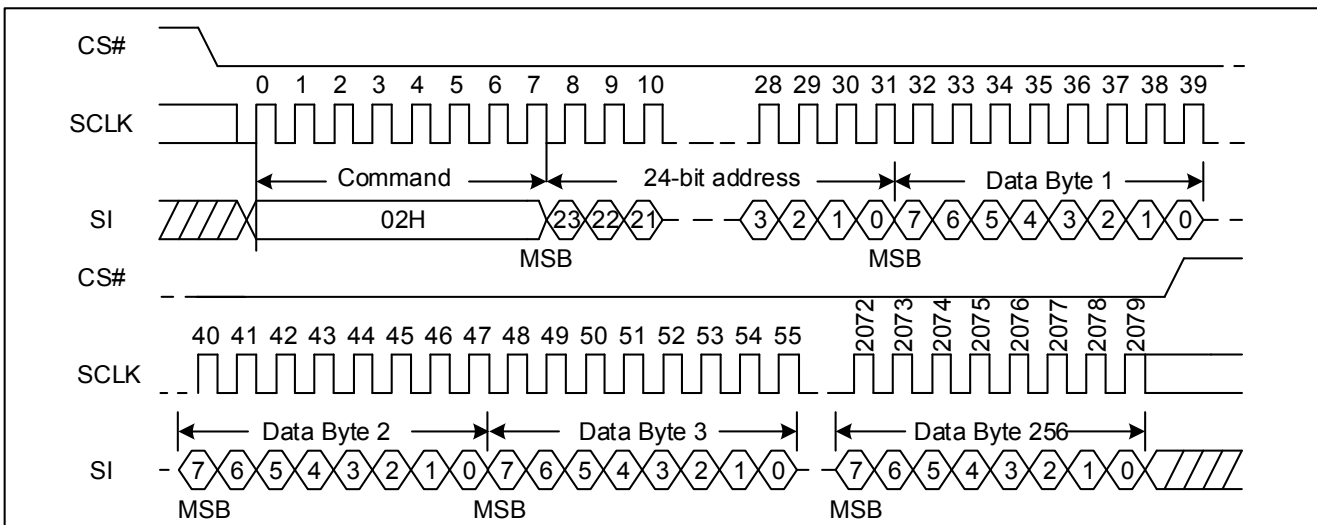 CS#
0 1 2 3 4 5 6 7 8 9 10 28 29 30 31 32 33 34 35 36 37 38 39
SCLK
Command 24-bit address Data Byte 1
SI 02H 23 22 21 3 2 1 0 7 6 5 4 3 2 1 0
MSB MSB
CS#
40 41 42 43 44 45 46 47 48 49 50 51 52 53 54 55 2072 2073 2074 2075 2076 2077 2078 2079
SCLK
Data Byte 2 Data Byte 3 Data Byte 256
SI 7 6 5 4 3 2 1 0 7 6 5 4 3 2 1 0 7 6 5 4 3 2 1 0
MSB MSB MSB